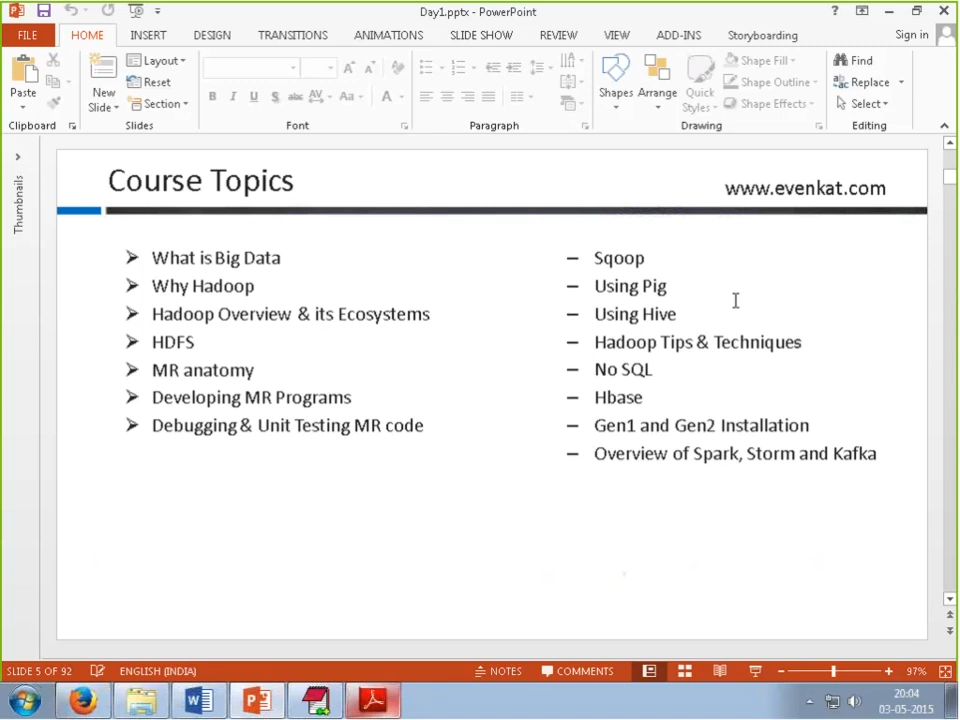 Day1.pptx - PowerPoint
Sign in
FILE HOME INSERT DESIGN TRANSITIONS ANIMATIONS SLIDE SHOW REVIEW VIEW ADD-INS Storyboarding
Paste
New Slide
Layout
Reset
Section
Shapes
Arrange
Quick Styles
Shape Fill
Shape Outline
Shape Effects
Find
Replace
Select
Clipboard Slides Font Paragraph Drawing Editing
Thumbnails
Course Topics
www.evenkat.com
➢ What is Big Data
➢ Why Hadoop
➢ Hadoop Overview & its Ecosystems
➢ HDFS
➢ MR anatomy
➢ Developing MR Programs
➢ Debugging & Unit Testing MR code
– Sqoop
– Using Pig
– Using Hive
– Hadoop Tips & Techniques
– No SQL
– Hbase
– Gen1 and Gen2 Installation
– Overview of Spark, Storm and Kafka
SLIDE 5 OF 92 ENGLISH (INDIA) NOTES COMMENTS 97%
20:04
03-05-2015